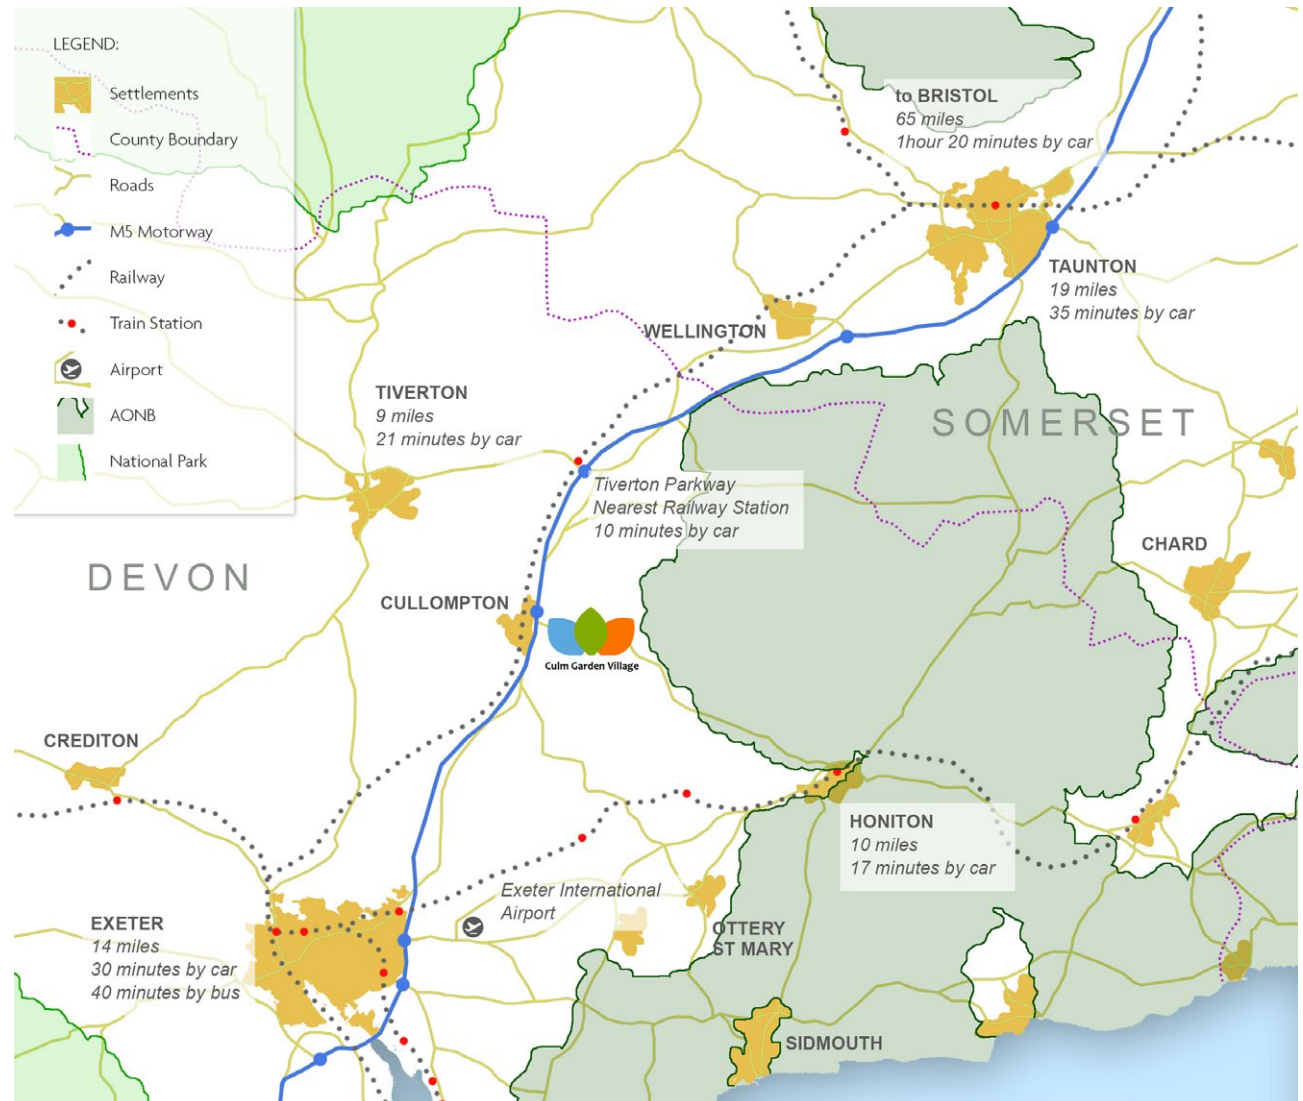 LEGEND:
Settlements
County Boundary
Roads
M5 Motorway
Railway
Train Station
Airport
AONB
National Park
to BRISTOL
65 miles
1hour 20 minutes by car
TAUNTON
19 miles
35 minutes by car
WELLINGTON
TIVERTON
9 miles
21 minutes by car
SOMERSET
Tiverton Parkway
Nearest Railway Station
10 minutes by car
CHARD
DEVON
CULLOMPTON
Culm Garden Village
CREDITON
HONITON
10 miles
17 minutes by car
Exeter International
Airport
EXETER
14 miles
30 minutes by car
40 minutes by bus
OTTERY
ST MARY
SIDMOUTH